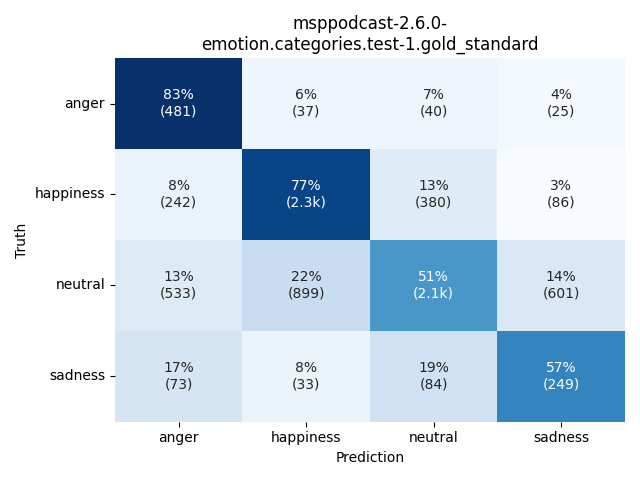 msppodcast-2.6.0-
emotion.categories.test-1.gold_standard
Truth
anger
83%
(481)
6%
(37)
7%
(40)
4%
(25)
happiness
8%
(242)
77%
(2.3k)
13%
(380)
3%
(86)
neutral
13%
(533)
22%
(899)
51%
(2.1k)
14%
(601)
sadness
17%
(73)
8%
(33)
19%
(84)
57%
(249)
anger
happiness
neutral
sadness
Prediction